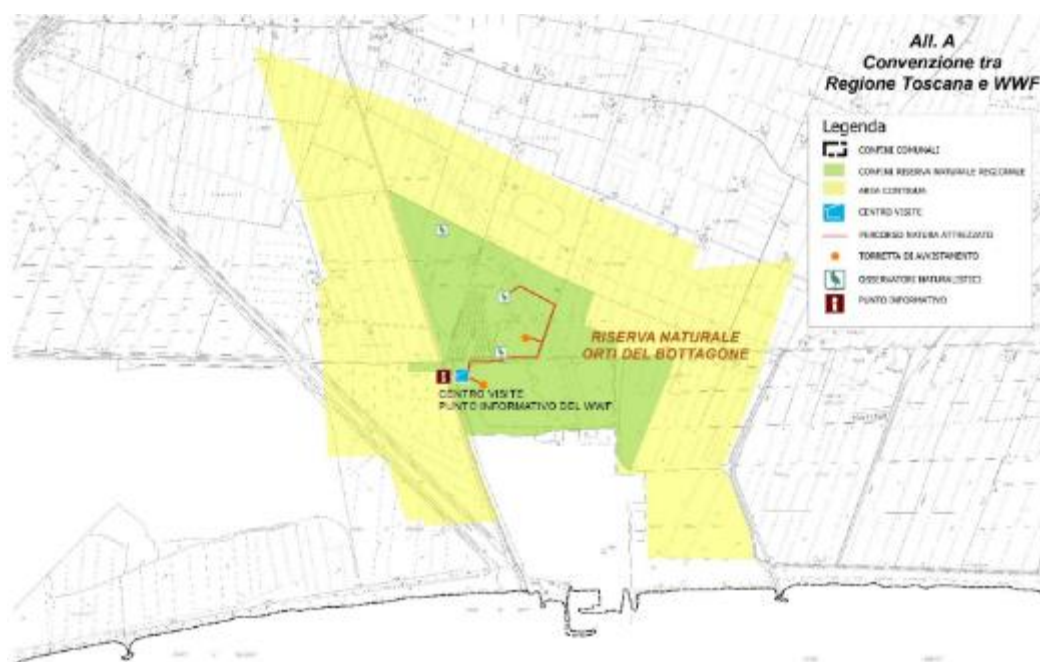 All. A
Convenzione tra
Regione Toscana e WWF
Legenda
CONFINI COMUNALI
CONFINI RISERVA NATURALE REGIONALE
AREA CONTIGUA
CENTRO VISITE
PERCORSO NATURA ATTREZZATO
TORRETTA DI AVVISTAMENTO
OSSERVATORI NATURALISTICI
PUNTO INFORMATIVO
RISERVA NATURALE
ORTI DEL BOTTAGONE
CENTRO VISITE
PUNTO INFORMATIVO DEL WWF